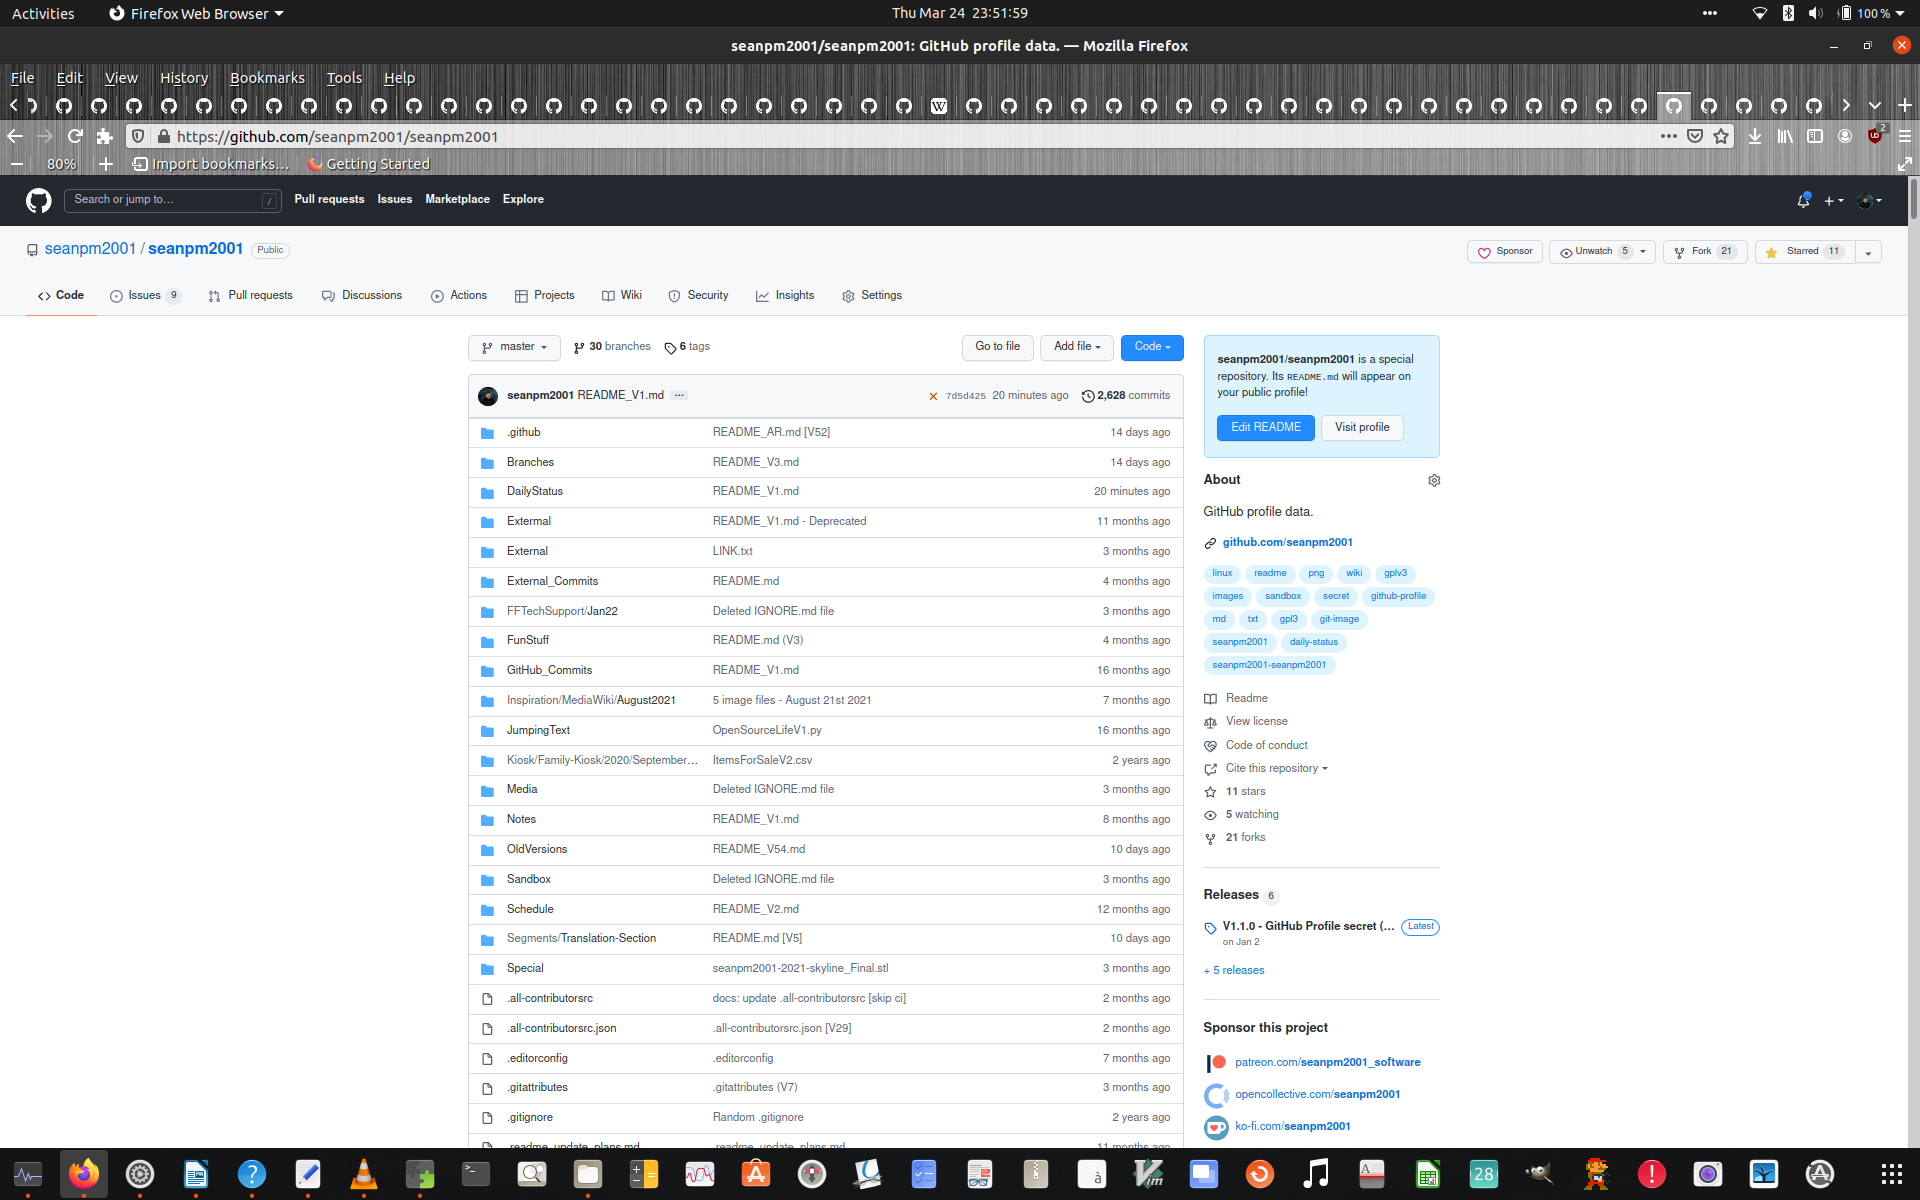 Activities Firefox Web Browser Thu Mar 24 23:51:59 100 %
seanpm2001/seanpm2001: GitHub profile data. — Mozilla Firefox
File Edit View History Bookmarks Tools Help
https://github.com/seanpm2001/seanpm2001 2
80% Import bookmarks... Getting Started
Search or jump to... / Pull requests Issues Marketplace Explore
seanpm2001 / seanpm2001 Public Sponsor Unwatch 5 Fork 21 Starred 11
Code Issues 9 Pull requests Discussions Actions Projects Wiki Security Insights Settings
master 30 branches 6 tags Go to file Add file Code
seanpm2001 README_V1.md ... 7d5d425 20 minutes ago 2,628 commits
.github README_AR.md [V52] 14 days ago
Branches README_V3.md 14 days ago
DailyStatus README_V1.md 20 minutes ago
Extermal README_V1.md - Deprecated 11 months ago
External LINK.txt 3 months ago
External_Commits README.md 4 months ago
FFTechSupport/Jan22 Deleted IGNORE.md file 3 months ago
FunStuff README.md (V3) 4 months ago
GitHub_Commits README_V1.md 16 months ago
Inspiration/MediaWiki/August2021 5 image files - August 21st 2021 7 months ago
JumpingText OpenSourceLifeV1.py 16 months ago
Kiosk/Family-Kiosk/2020/September... ItemsForSaleV2.csv 2 years ago
Media Deleted IGNORE.md file 3 months ago
Notes README_V1.md 8 months ago
OldVersions README_V54.md 10 days ago
Sandbox Deleted IGNORE.md file 3 months ago
Schedule README_V2.md 12 months ago
Segments/Translation-Section README.md [V5] 10 days ago
Special seanpm2001-2021-skyline_Final.stl 3 months ago
.all-contributorsrc docs: update .all-contributorsrc [skip ci] 2 months ago
.all-contributorsrc.json .all-contributorsrc.json [V29] 2 months ago
.editorconfig .editorconfig 7 months ago
.gitattributes .gitattributes (V7) 3 months ago
.gitignore Random .gitignore 2 years ago
.readme_update_plans.md .readme_update_plans.md 11 months ago
seanpm2001/seanpm2001 is a special
repository. Its README.md will appear on
your public profile!
Edit README Visit profile
About
GitHub profile data.
github.com/seanpm2001
linux readme png wiki gplv3
images sandbox secret github-profile
md txt gpl3 git-image
seanpm2001 daily-status
seanpm2001-seanpm2001
Readme
View license
Code of conduct
Cite this repository
11 stars
5 watching
21 forks
Releases 6
V1.1.0 - GitHub Profile secret (... Latest
on Jan 2
+ 5 releases
Sponsor this project
patreon.com/seanpm2001_software
opencollective.com/seanpm2001
ko-fi.com/seanpm2001
28